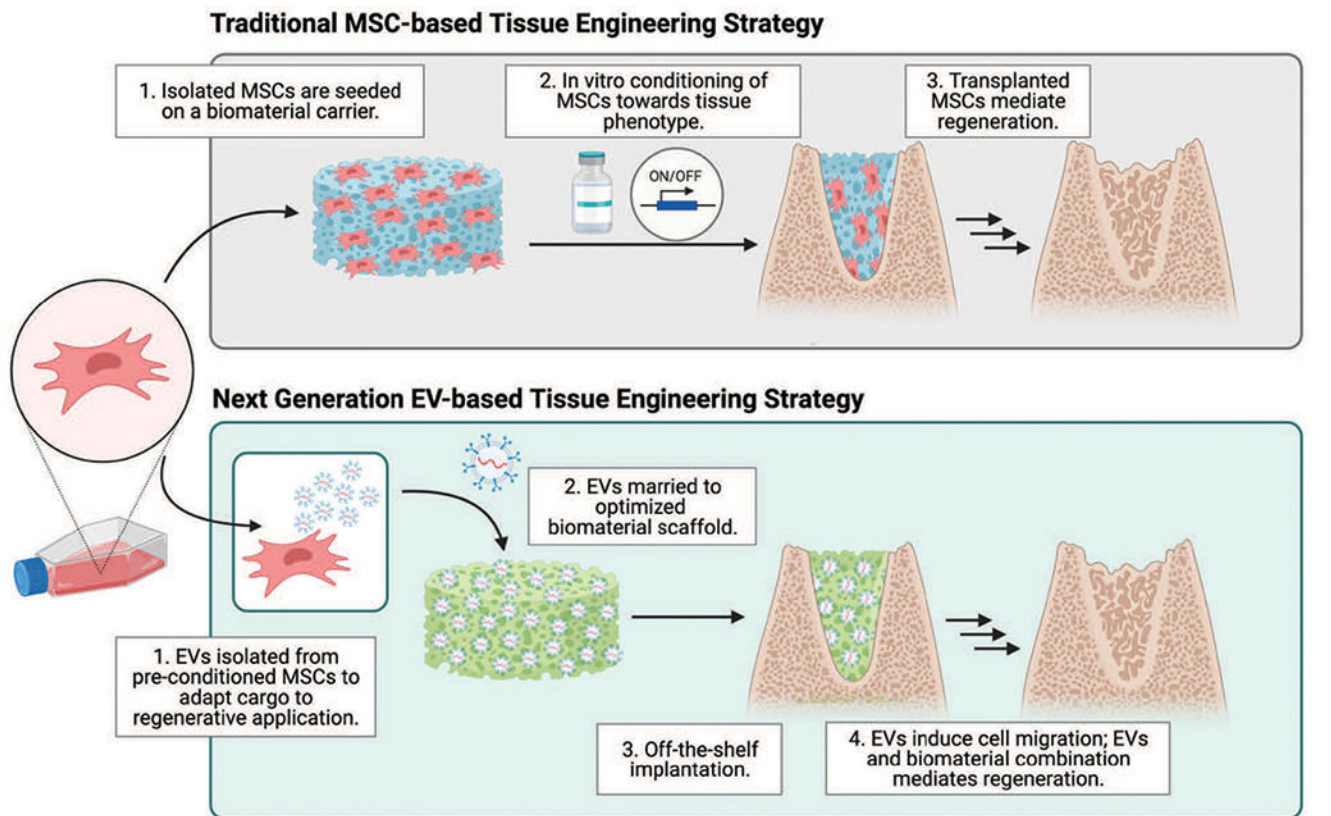 Traditional MSC-based Tissue Engineering Strategy
1. Isolated MSCs are seeded
on a biomaterial carrier.
2. In vitro conditioning of
MSCs towards tissue
phenotype.
3. Transplanted
MSCs mediate
regeneration.
ON/OFF
Next Generation EV-based Tissue Engineering Strategy
2. EVs married to
optimized
biomaterial scaffold.
1. EVs isolated from
pre-conditioned MSCs to
adapt cargo to
regenerative application.
3. Off-the-shelf
implantation.
4. EVs induce cell migration; EVs
and biomaterial combination
mediates regeneration.